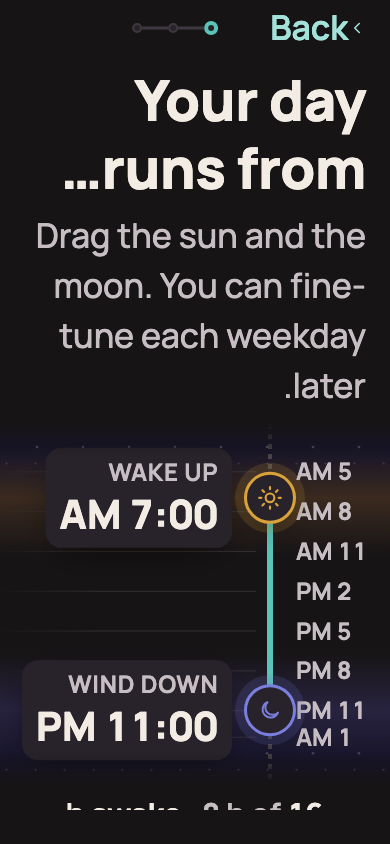 Back
Your day
...runs from
Drag the sun and the
moon. You can fine-
tune each weekday
.later
WAKE UP
AM 7:00
WIND DOWN
PM 11:00
AM 5
AM 8
AM 11
PM 2
PM 5
PM 8
PM 11
AM 1